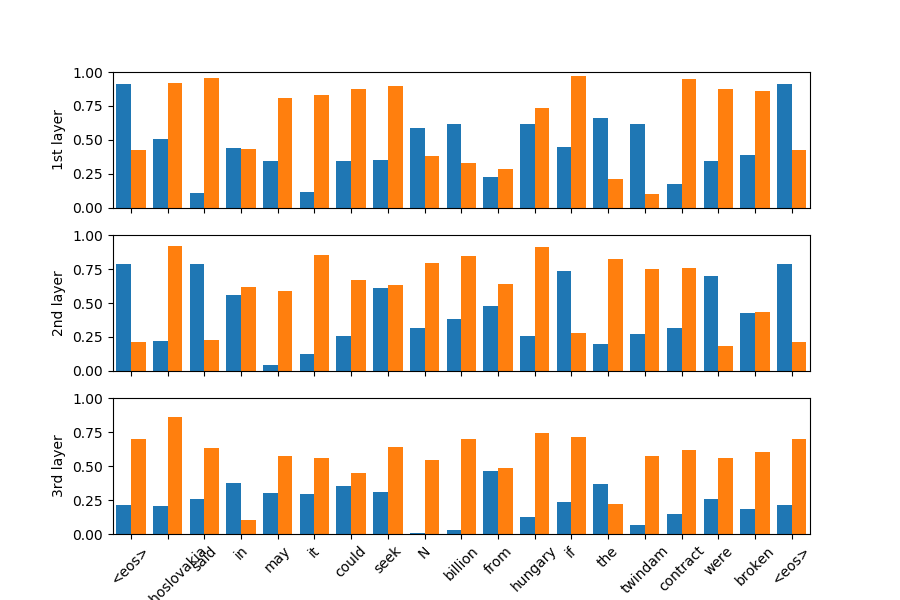 1.00
0.75
0.50
0.25
0.00
1st layer
1.00
0.75
0.50
0.25
0.00
2nd layer
1.00
0.75
0.50
0.25
0.00
3rd layer
<eos>
hoslovakia
said
in
may
it
could
seek
N
billion
from
hungary
if
the
twindam
contract
were
broken
<eos>